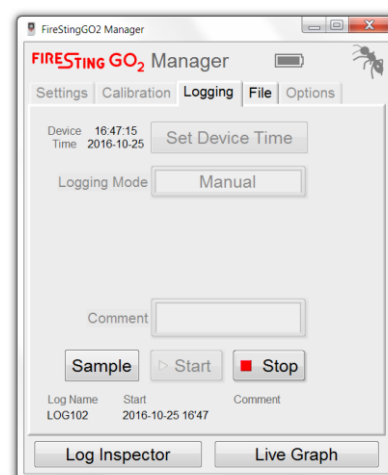 FireStingGO2 Manager
FIRESTING GO2 Manager
Settings Calibration Logging File Options
Device 16:47:15
Time 2016-10-25
Set Device Time
Logging Mode Manual
Comment
Sample Start Stop
Log Name Start Comment
LOG102 2016-10-25 16'47
Log Inspector Live Graph